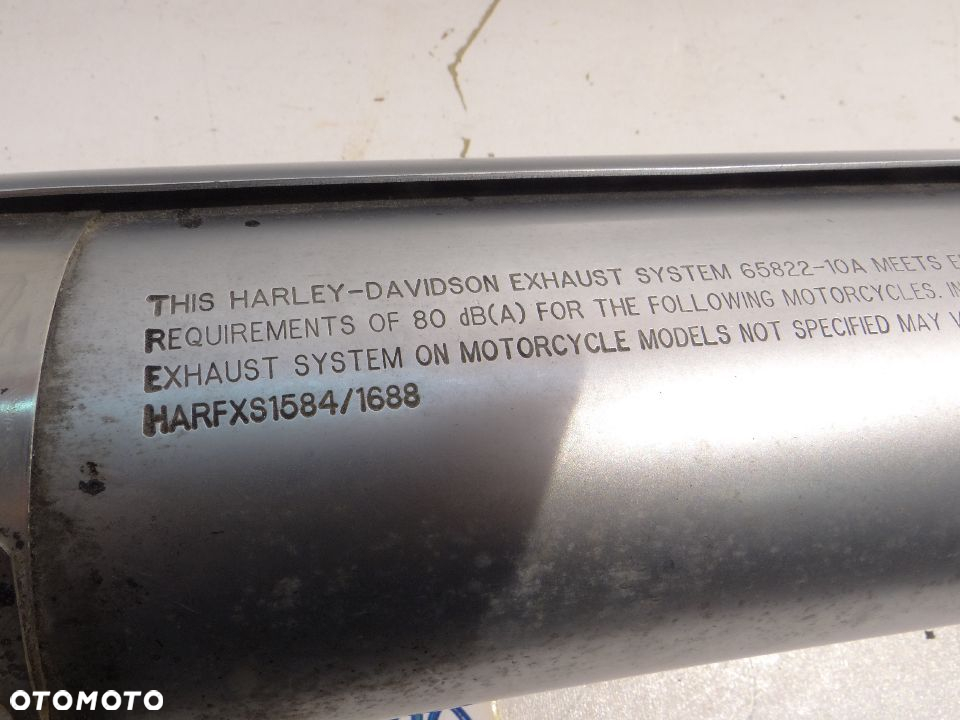 THIS HARLEY-DAVIDSON EXHAUST SYSTEM 65822-10A MEETS
REQUIREMENTS OF 80 dB(A) FOR THE FOLLOWING MOTORCYCLES.
EXHAUST SYSTEM ON MOTORCYCLE MODELS NOT SPECIFIED MAY
HARFXS1584/1688
OTOMOTO